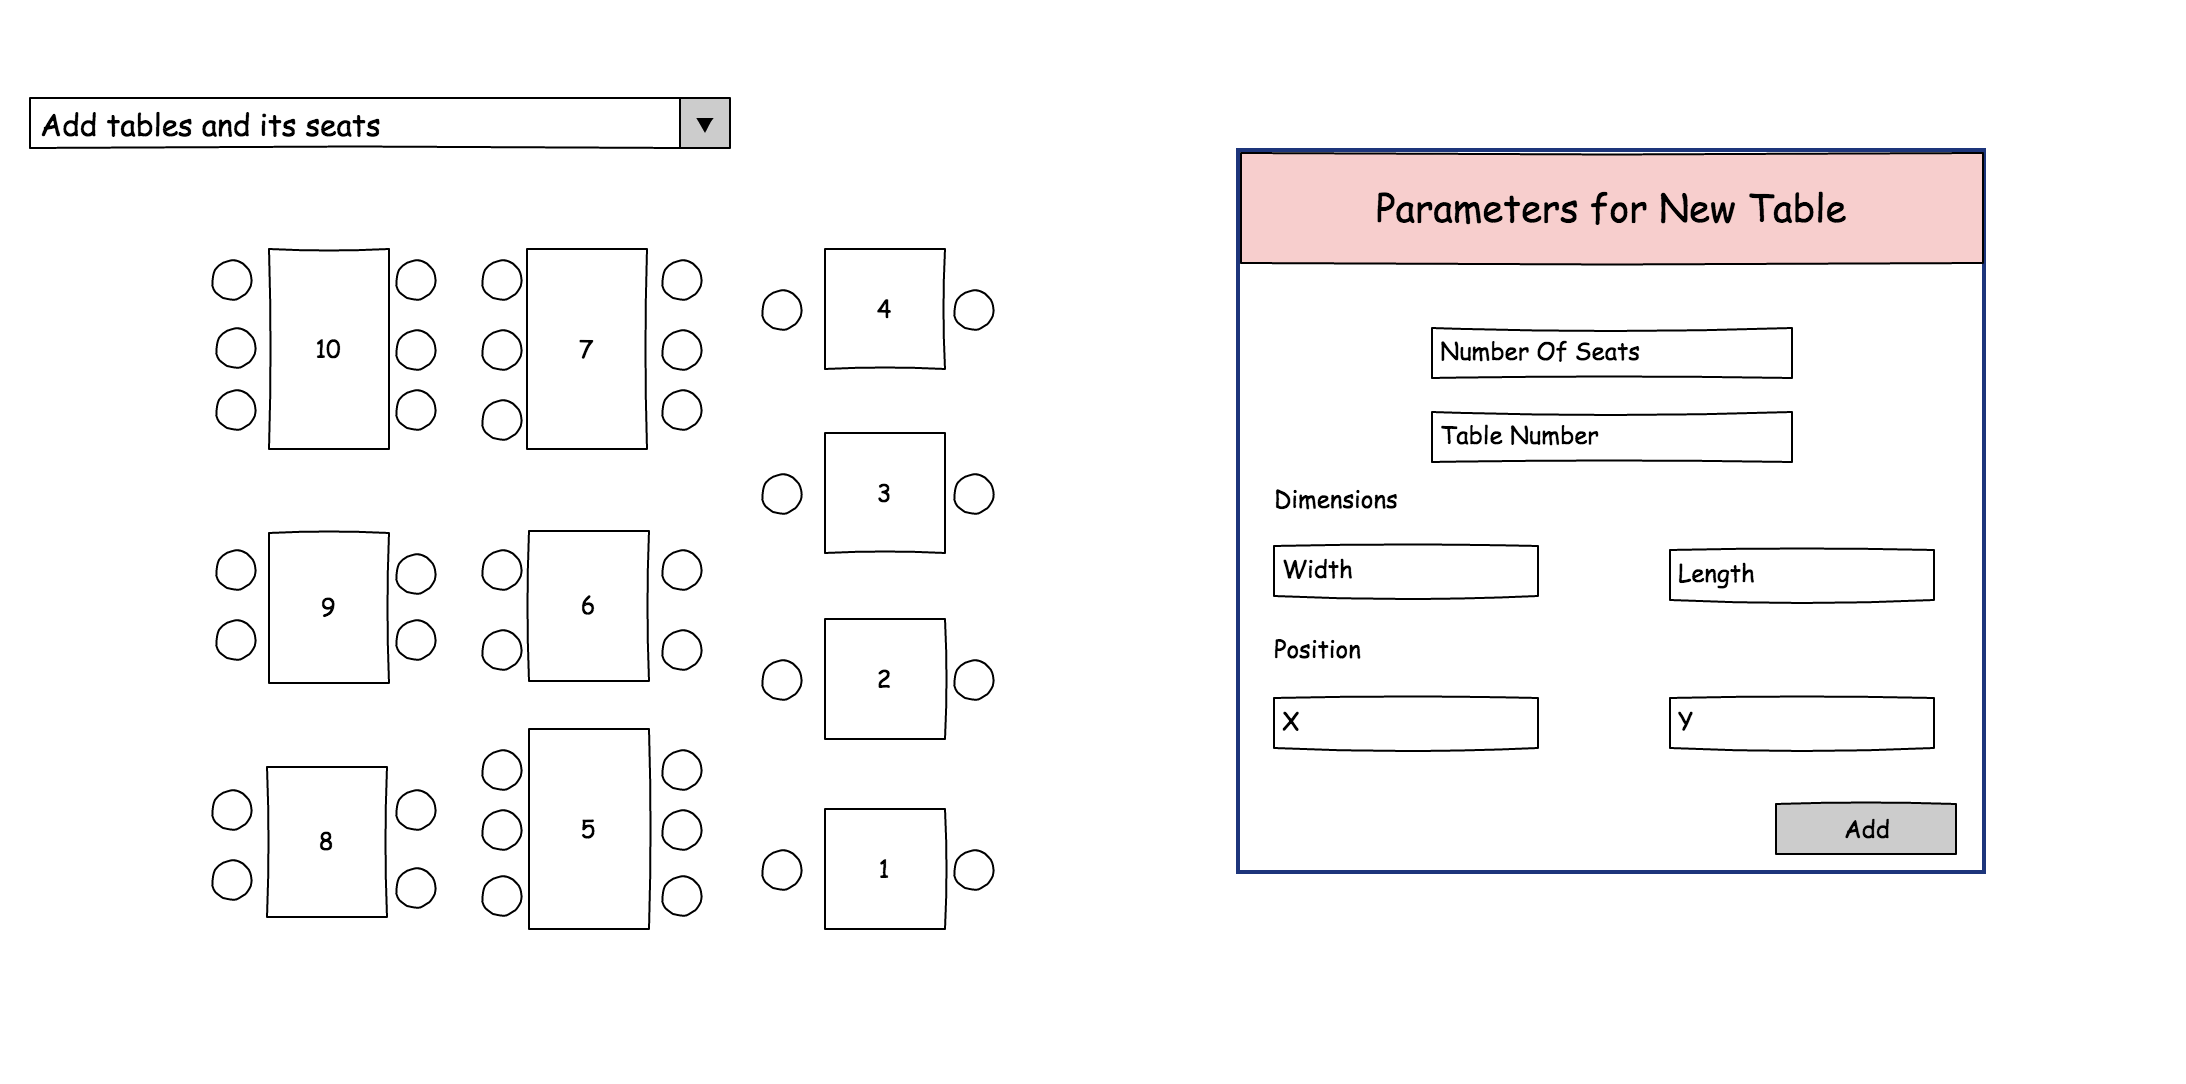 Add tables and its seats
▼
10
7
4
3
9
6
2
8
5
1
Parameters for New Table
Number Of Seats
Table Number
Dimensions
Width
Length
Position
X
Y
Add